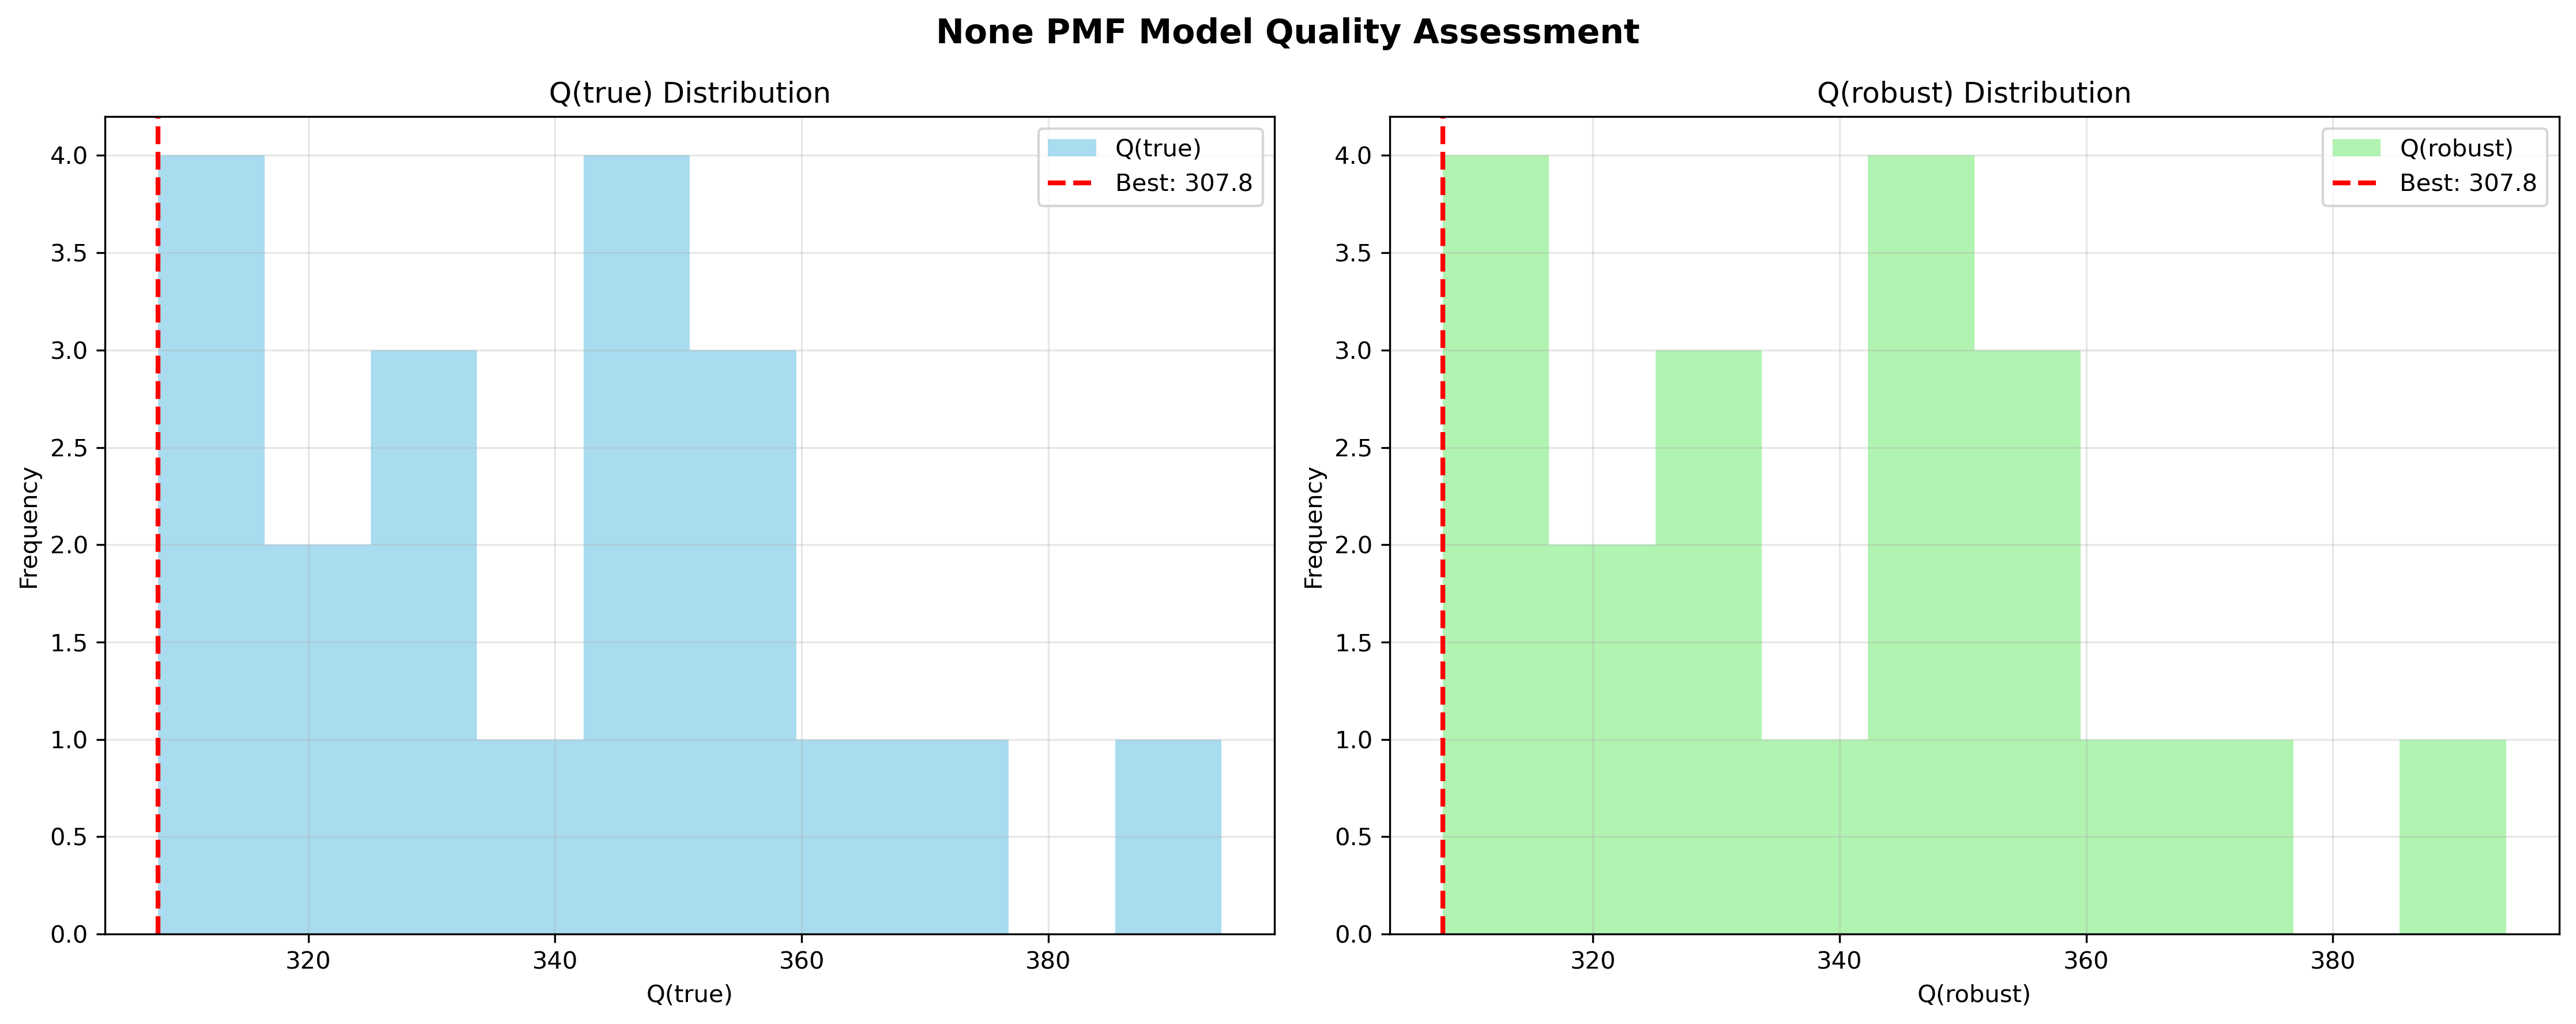 None PMF Model Quality Assessment
Q(true) Distribution
Q(true)
Best: 307.8
4.0
3.5
3.0
2.5
2.0
1.5
1.0
0.5
0.0
Frequency
320 340 360 380
Q(true)
Q(robust) Distribution
Q(robust)
Best: 307.8
4.0
3.5
3.0
2.5
2.0
1.5
1.0
0.5
0.0
Frequency
320 340 360 380
Q(robust)